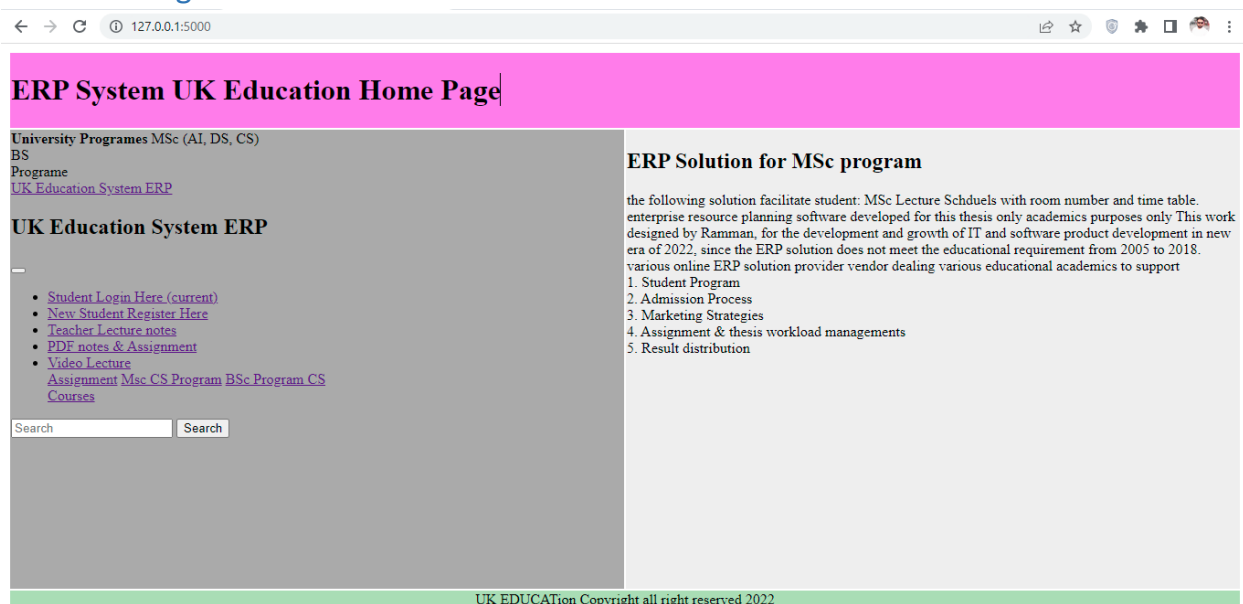 127.0.0.1:5000
ERP System UK Education Home Page
University Programes MSc (AI, DS, CS)
BS
Programe
UK Education System ERP
UK Education System ERP
Student Login Here (current)
New Student Register Here
Teacher Lecture notes
PDF notes & Assignment
Video Lecture
Assignment Msc CS Program BSc Program CS
Courses
Search Search
ERP Solution for MSc program
the following solution facilitate student: MSc Lecture Schduels with room number and time table.
enterprise resource planning software developed for this thesis only academics purposes only This work
designed by Ramman, for the development and growth of IT and software product development in new
era of 2022, since the ERP solution does not meet the educational requirement from 2005 to 2018.
various online ERP solution provider vendor dealing various educational academics to support
1. Student Program
2. Admission Process
3. Marketing Strategies
4. Assignment & thesis workload managements
5. Result distribution
UK EDUCATion Copyright all right reserved 2022